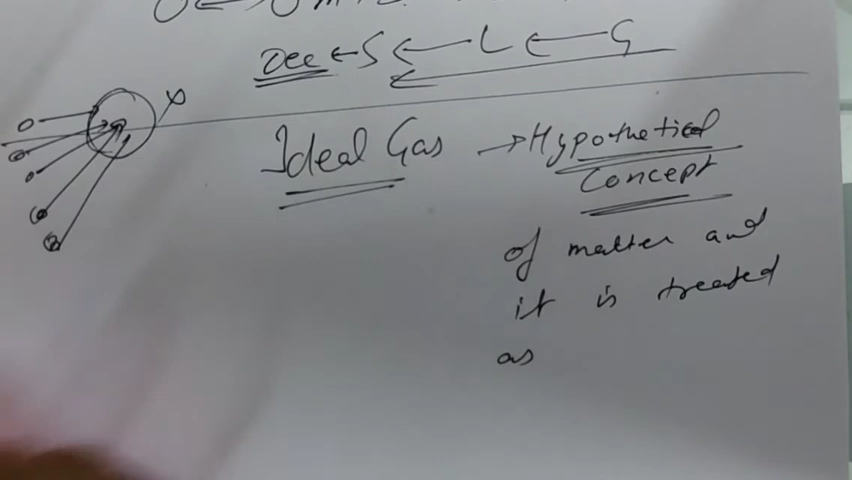 Dec ← S ← L ← G
Ideal Gas → Hypothetical
Concept
of matter and
it is treated
as